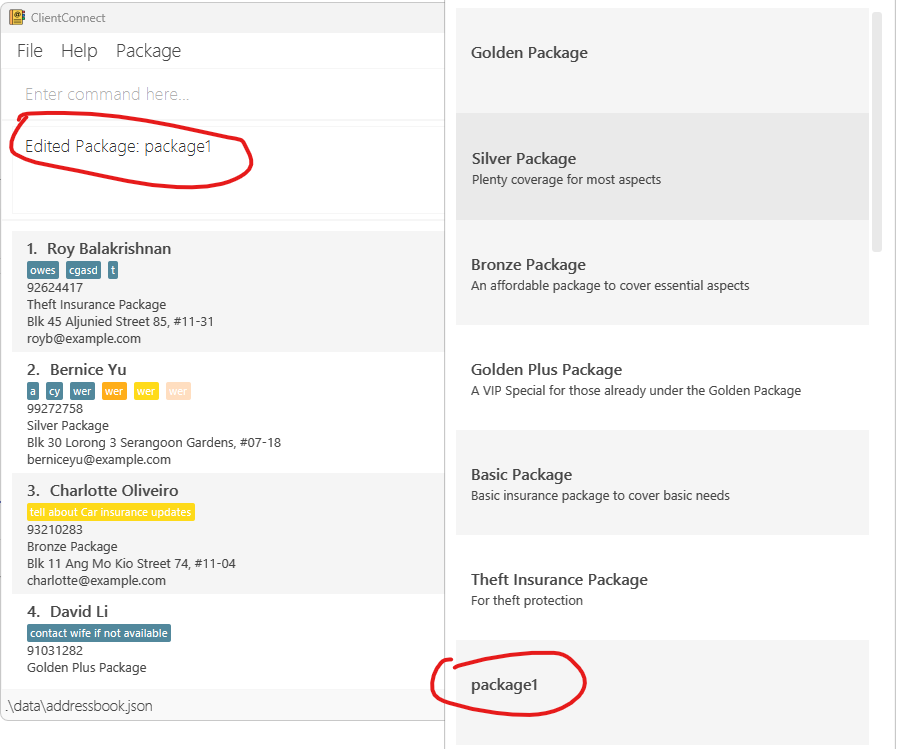 ClientConnect
File Help Package
Enter command here...
Edited Package: package1
1. Roy Balakrishnan
owes cgasd t
92624417
Theft Insurance Package
Blk 45 Aljunied Street 85, #11-31
royb@example.com
2. Bernice Yu
a cy wer wer wer wer
99272758
Silver Package
Blk 30 Lorong 3 Serangoon Gardens, #07-18
berniceyu@example.com
3. Charlotte Oliveiro
tell about Car insurance updates
93210283
Bronze Package
Blk 11 Ang Mo Kio Street 74, #11-04
charlotte@example.com
4. David Li
contact wife if not available
91031282
Golden Plus Package
.\data\addressbook.json
Golden Package
Silver Package
Plenty coverage for most aspects
Bronze Package
An affordable package to cover essential aspects
Golden Plus Package
A VIP Special for those already under the Golden Package
Basic Package
Basic insurance package to cover basic needs
Theft Insurance Package
For theft protection
package1